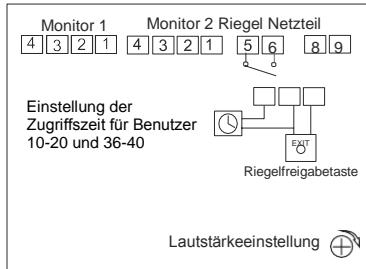 Monitor 1 Monitor 2 Riegel Netzteil
4 3 2 1 4 3 2 1 5 6 8 9
Einstellung der
Zugriffszeit für Benutzer
10-20 und 36-40
EXIT
Riegelfreigabetaste
Lautstärkeeinstellung